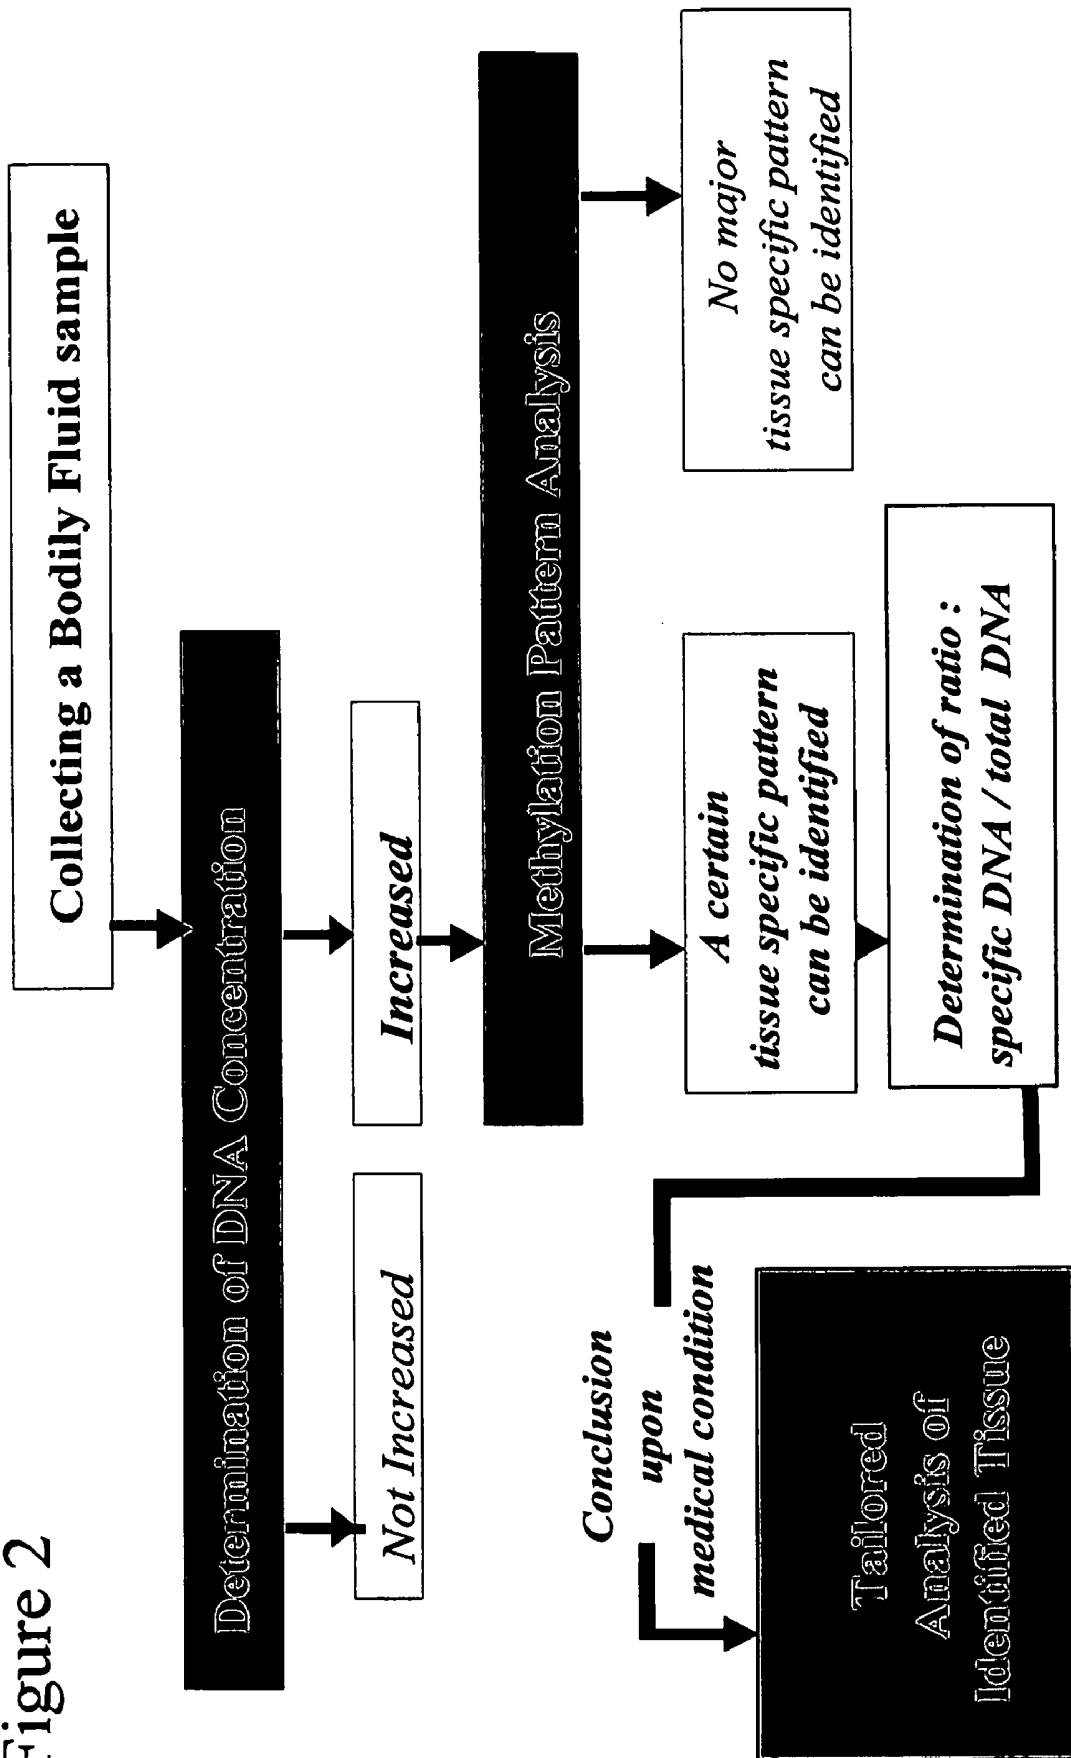 Figure 2
Collecting a Bodily Fluid sample
Determination of DNA Concentration
Not Increased
Increased
Methylation Pattern Analysis
A certain
tissue specific pattern
can be identified
No major
tissue specific pattern
can be identified
Determination of ratio :
specific DNA / total DNA
Conclusion
upon
medical condition
Tailored
Analysis of
Identified Tissue